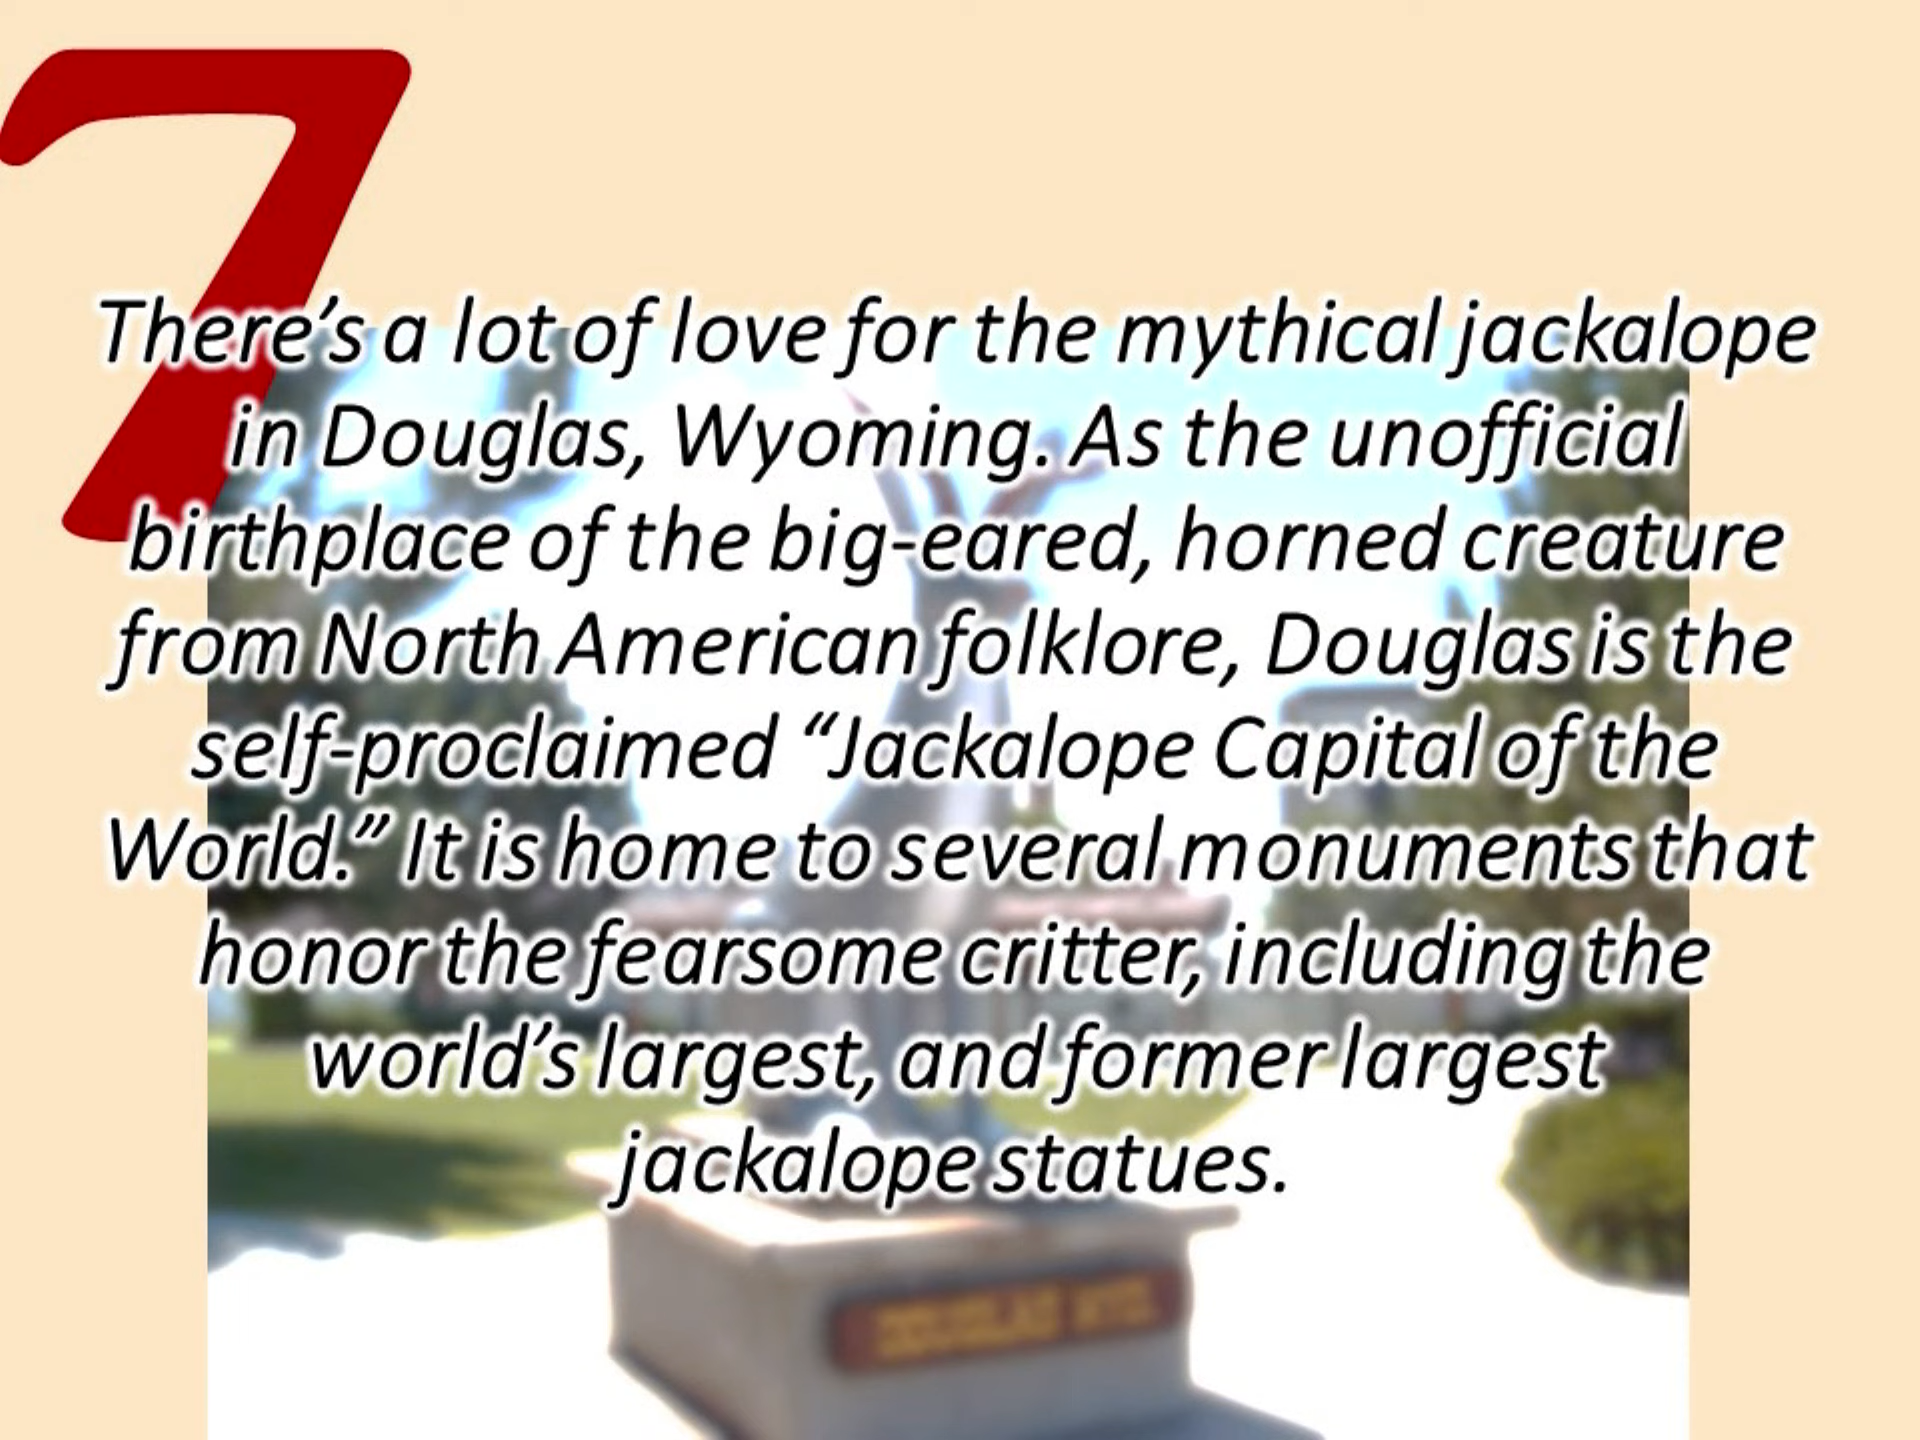 7
There’s a lot of love for the mythical jackalope
in Douglas, Wyoming. As the unofficial
birthplace of the big-eared, horned creature
from North American folklore, Douglas is the
self-proclaimed “Jackalope Capital of the
World.” It is home to several monuments that
honor the fearsome critter, including the
world’s largest, and former largest
jackalope statues.
DOUGLAS WYO.